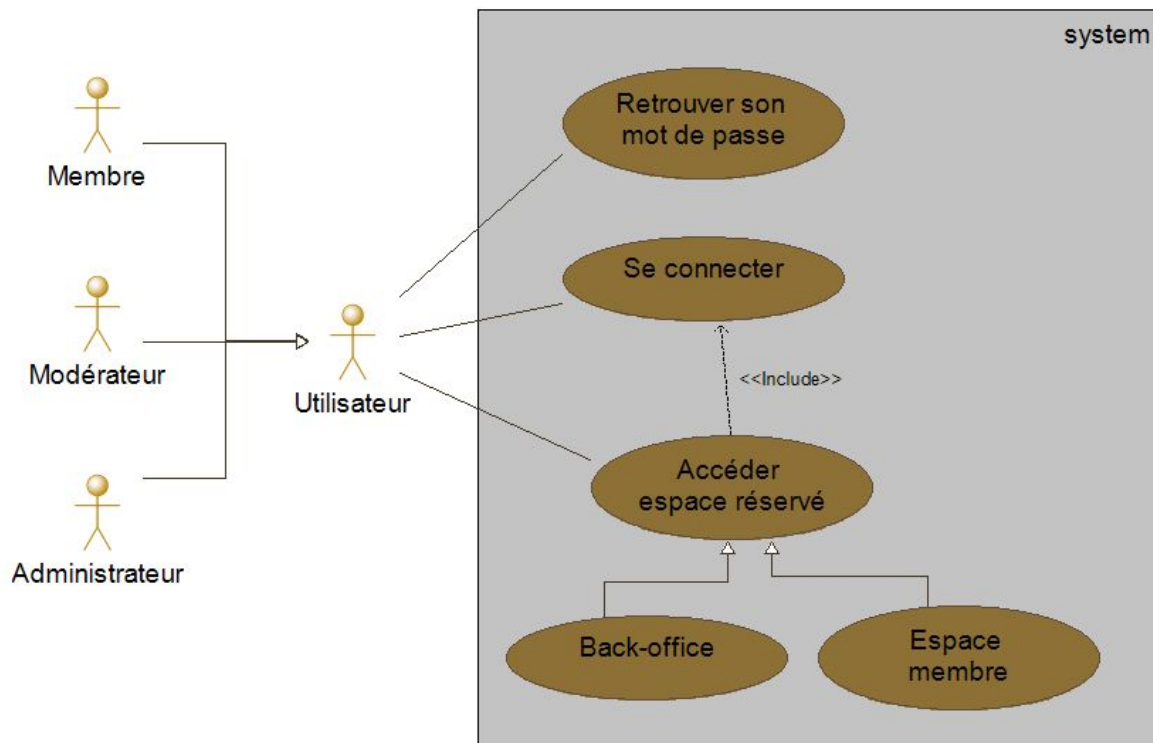 system
Retrouver son
mot de passe
Membre
Se connecter
Modérateur
Utilisateur
<<Include>>
Accéder
espace réservé
Administrateur
Back-office
Espace
membre